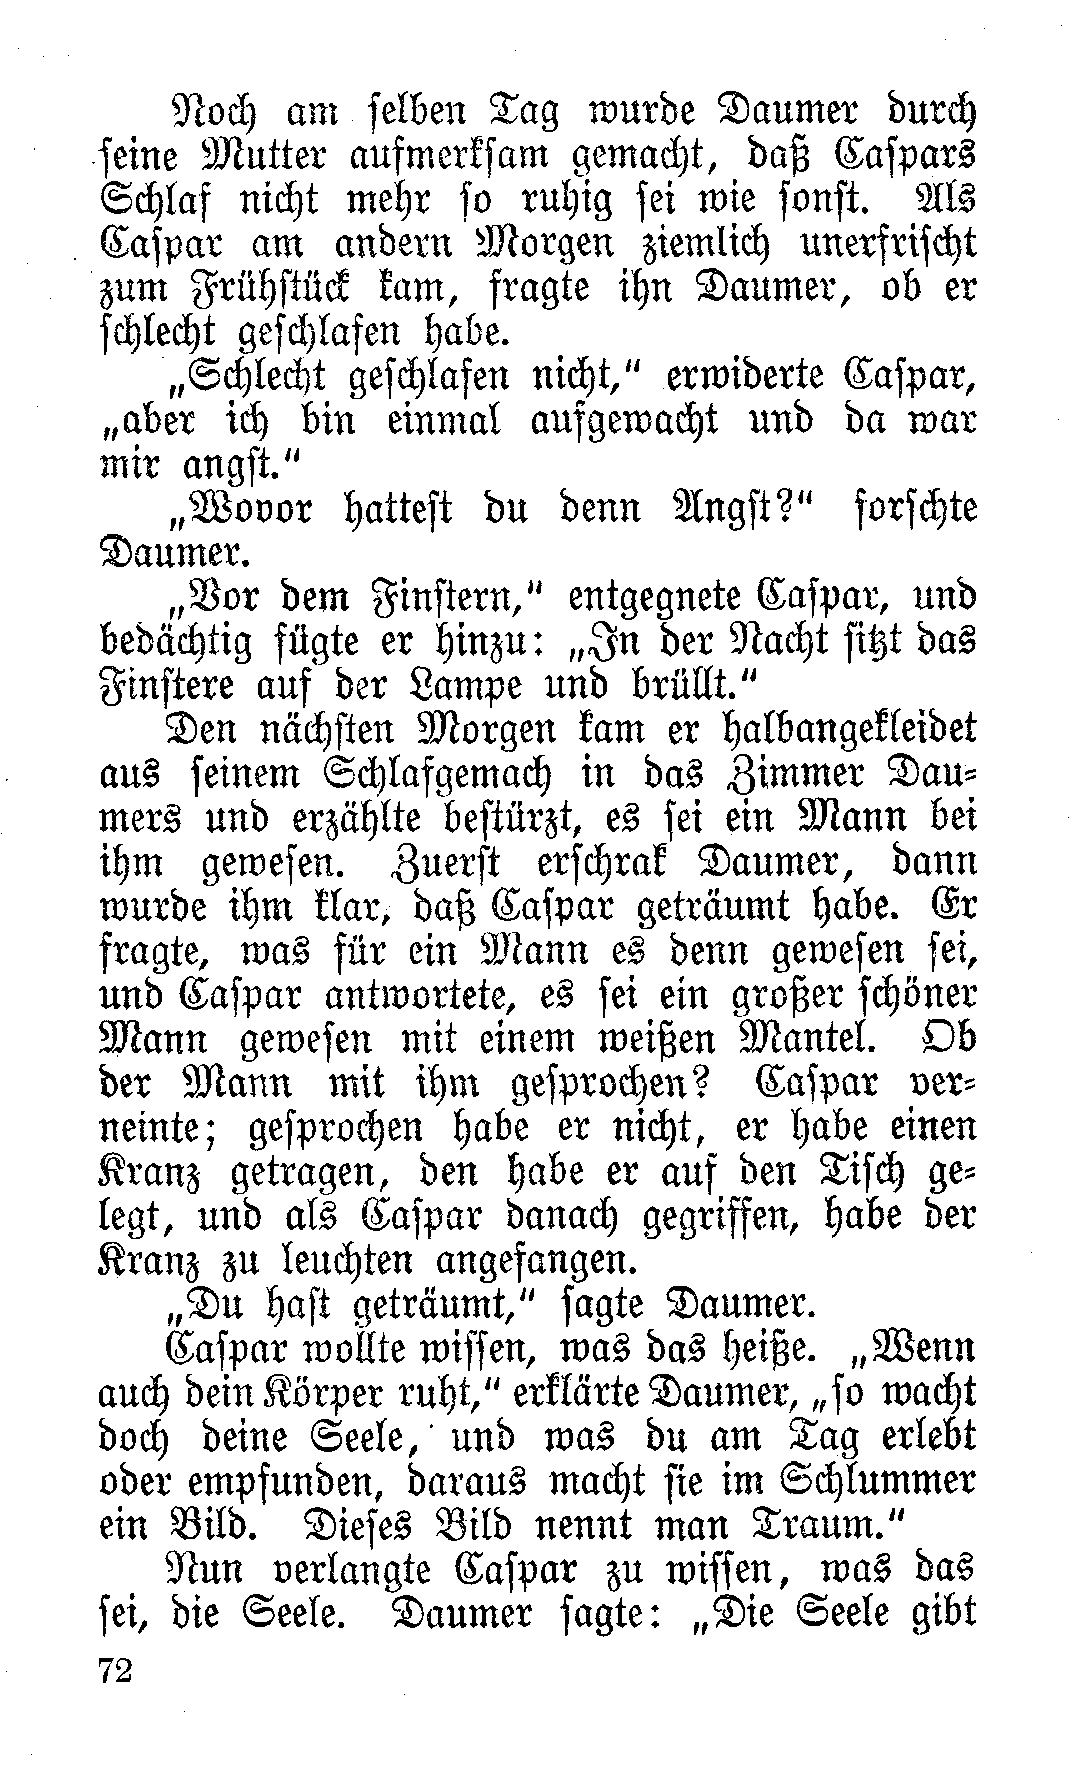 Noch am selben Tag wurde Daumer durch
seine Mutter aufmerksam gemacht, daß Caspars
Schlaf nicht mehr so ruhig sei wie sonst. Als
Caspar am andern Morgen ziemlich unerfrischt
zum Frühstück kam, fragte ihn Daumer, ob er
schlecht geschlafen habe.
„Schlecht geschlafen nicht,“ erwiderte Caspar,
„aber ich bin einmal aufgewacht und da war
mir angst.“
„Wovor hattest du denn Angst?“ forschte
Daumer.
„Vor dem Finstern,“ entgegnete Caspar, und
bedächtig fügte er hinzu: „In der Nacht sitzt das
Finstere auf der Lampe und brüllt.“
Den nächsten Morgen kam er halbangekleidet
aus seinem Schlafgemach in das Zimmer Dau-
mers und erzählte bestürzt, es sei ein Mann bei
ihm gewesen. Zuerst erschrak Daumer, dann
wurde ihm klar, daß Caspar geträumt habe. Er
fragte, was für ein Mann es denn gewesen sei,
und Caspar antwortete, es sei ein großer schöner
Mann gewesen mit einem weißen Mantel. Ob
der Mann mit ihm gesprochen? Caspar ver-
neinte; gesprochen habe er nicht, er habe einen
Kranz getragen, den habe er auf den Tisch ge-
legt, und als Caspar danach gegriffen, habe der
Kranz zu leuchten angefangen.
„Du hast geträumt,“ sagte Daumer.
Caspar wollte wissen, was das heiße. „Wenn
auch dein Körper ruht,“ erklärte Daumer, „so wacht
doch deine Seele, und was du am Tag erlebt
oder empfunden, daraus macht sie im Schlummer
ein Bild. Dieses Bild nennt man Traum.“
Nun verlangte Caspar zu wissen, was das
sei, die Seele. Daumer sagte: „Die Seele gibt
72